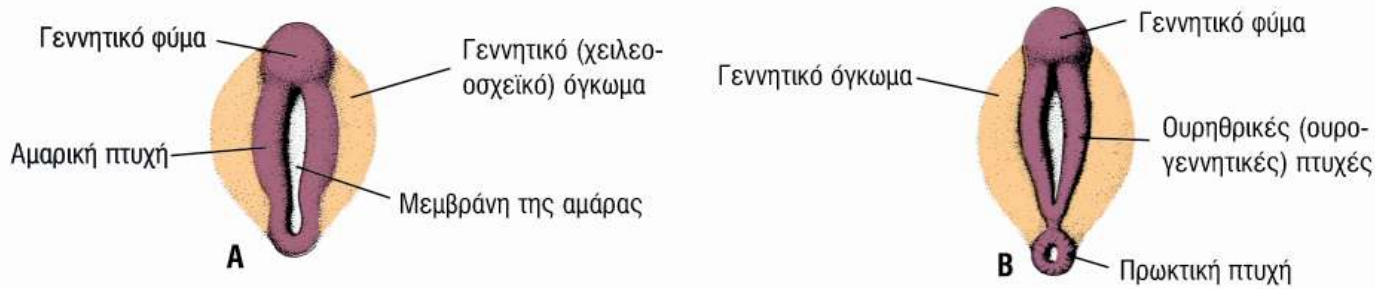 Γεννητικό φύμα
Γεννητικό (χειλεο-
οσχεϊκό) όγκωμα
Αμαρική πτυχή
Μεμβράνη της αμάρας
A
Γεννητικό φύμα
Γεννητικό όγκωμα
Ουρηθρικές (ουρο-
γεννητικές) πτυχές
B
Πρωκτική πτυχή